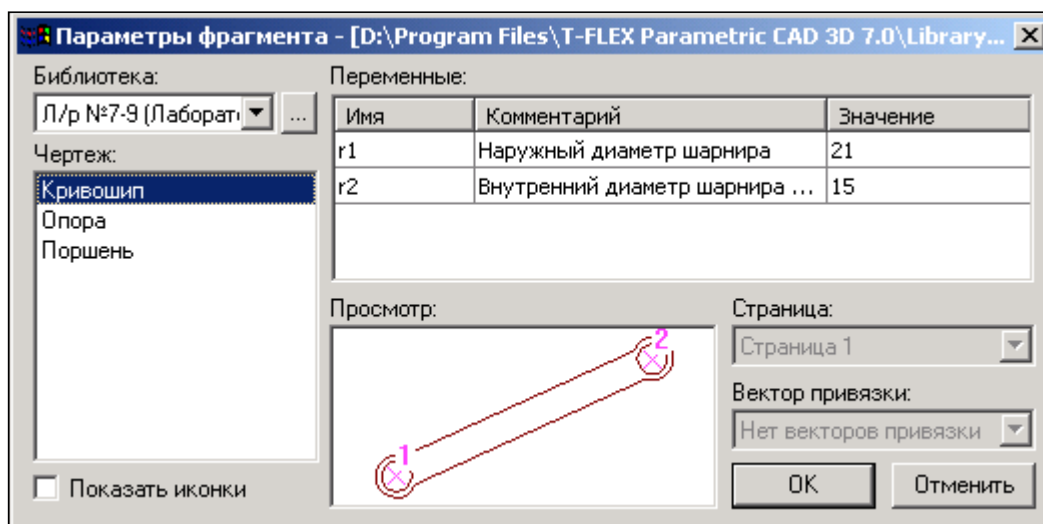 Параметры фрагмента - [D:\Program Files\T-FLEX Parametric CAD 3D 7.0\Library...
Библиотека:
Л/р №7-9 (Лаборат
...
Чертеж:
Кривошип
Опора
Поршень
Показать иконки
Переменные:
Имя Комментарий Значение
r1 Наружный диаметр шарнира 21
r2 Внутренний диаметр шарнира ... 15
Просмотр:
2
1
Страница:
Страница 1
Вектор привязки:
Нет векторов привязки
OK Отменить